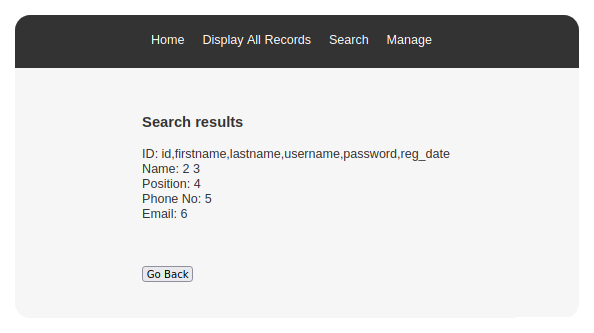 Home Display All Records Search Manage
Search results
ID: id,firstname,lastname,username,password,reg_date
Name: 2 3
Position: 4
Phone No: 5
Email: 6
Go Back